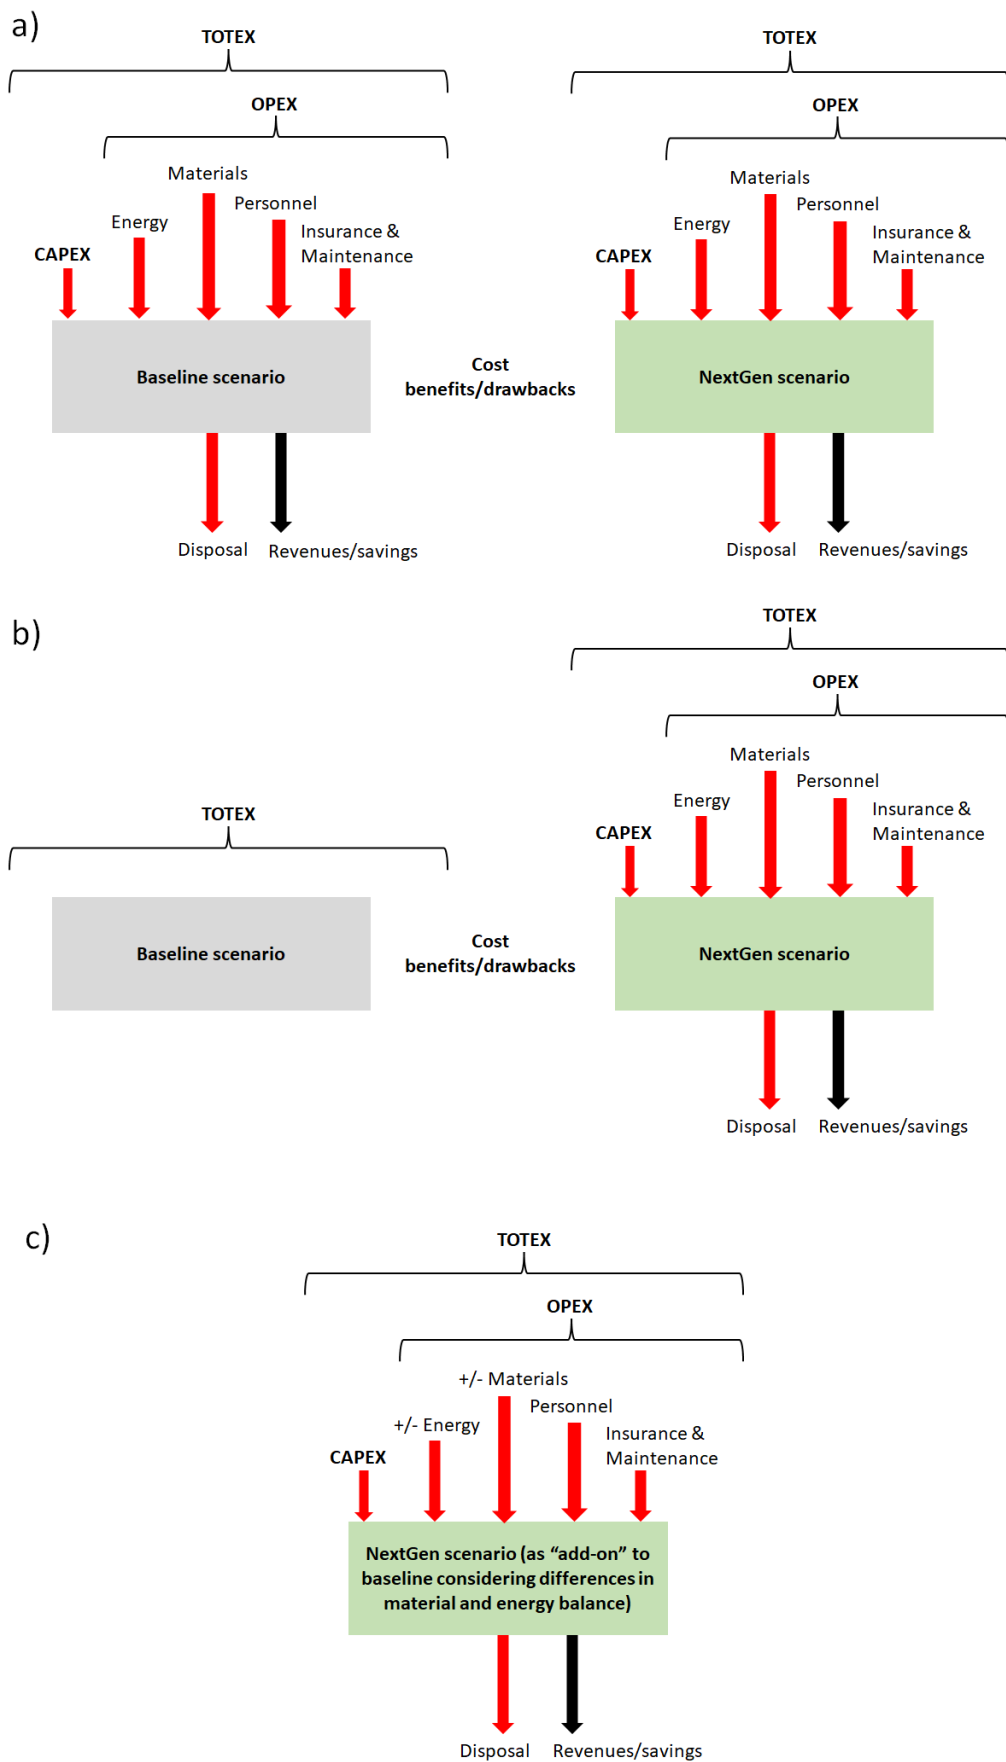 a)
TOTEX
OPEX
Materials
Personnel
Energy
Insurance &
Maintenance
CAPEX
Baseline scenario
Disposal
Revenues/savings
Cost
benefits/drawbacks
TOTEX
OPEX
Materials
Personnel
Energy
Insurance &
Maintenance
CAPEX
NextGen scenario
Disposal
Revenues/savings
b)
TOTEX
Baseline scenario
Cost
benefits/drawbacks
TOTEX
OPEX
Materials
Personnel
Energy
Insurance &
Maintenance
CAPEX
NextGen scenario
Disposal
Revenues/savings
c)
TOTEX
OPEX
+/- Materials
Personnel
+/- Energy
Insurance &
Maintenance
CAPEX
NextGen scenario (as “add-on” to
baseline considering differences in
material and energy balance)
Disposal
Revenues/savings